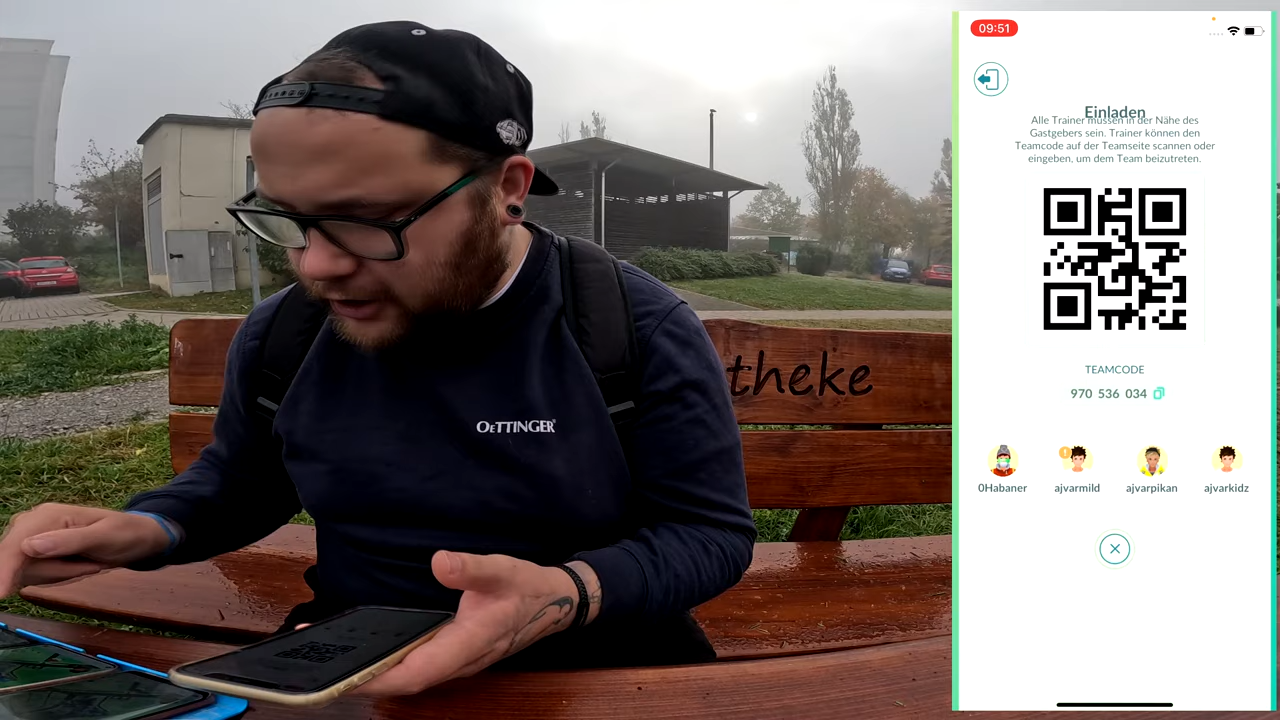 theke
OETTINGER
09:51
Einladen
Alle Trainer müssen in der Nähe des
Gastgebers sein. Trainer können den
Teamcode auf der Teamseite scannen oder
eingeben, um dem Team beizutreten.
TEAMCODE
970 536 034
0Habaner ajvarmild ajvarpikan ajvarkidz